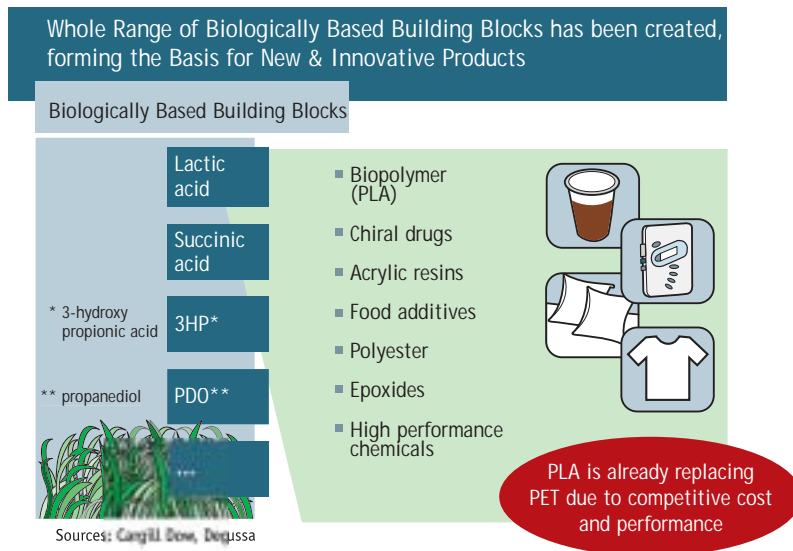 Whole Range of Biologically Based Building Blocks has been created,
forming the Basis for New & Innovative Products
Biologically Based Building Blocks
Lactic
acid
Succinic
acid
* 3-hydroxy
propionic acid
3HP*
** propanediol
PDO**
...
Sources: Cargill Dow, Degussa
Biopolymer
(PLA)
Chiral drugs
Acrylic resins
Food additives
Polyester
Epoxides
High performance
chemicals
PLA is already replacing
PET due to competitive cost
and performance